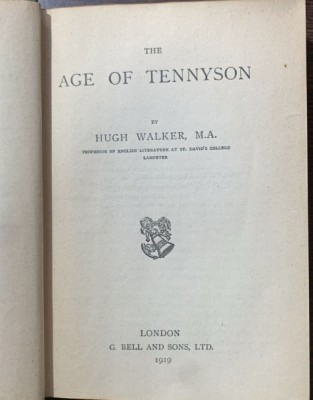 THE
AGE OF TENNYSON
BY
HUGH WALKER, M.A.
PROFESSOR OF ENGLISH LITERATURE AT ST. DAVID'S COLLEGE
LAMPETER
LONDON
G. BELL AND SONS, LTD.
1919